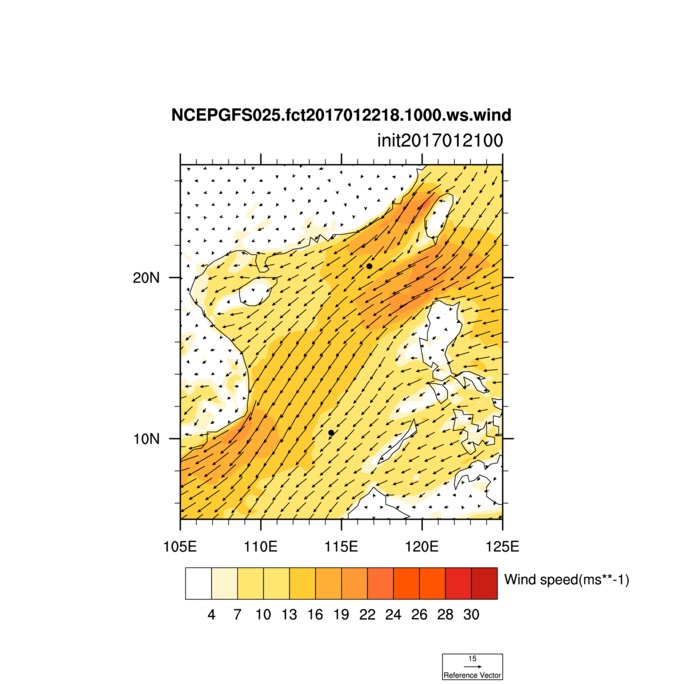 NCEPGFS025.fct2017012218.1000.ws.wind
init2017012100
20N
10N
105E 110E 115E 120E 125E
4 7 10 13 16 19 22 24 26 28 30
Wind speed(ms**-1)
15
Reference Vector